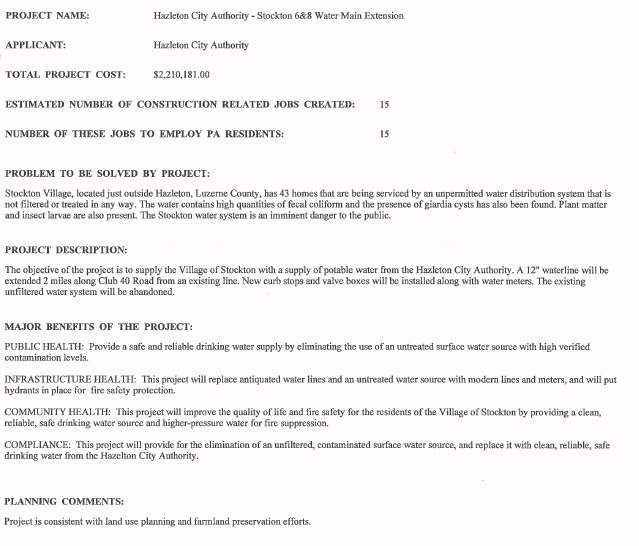 PROJECT NAME: Hazleton City Authority - Stockton 6&8 Water Main Extension
APPLICANT: Hazleton City Authority
TOTAL PROJECT COST: $2,210,181.00
ESTIMATED NUMBER OF CONSTRUCTION RELATED JOBS CREATED: 15
NUMBER OF THESE JOBS TO EMPLOY PA RESIDENTS: 15
PROBLEM TO BE SOLVED BY PROJECT:
Stockton Village, located just outside Hazleton, Luzerne County, has 43 homes that are being serviced by an unpermitted water distribution system that is
not filtered or treated in any way. The water contains high quantities of fecal coliform and the presence of giardia cysts has also been found. Plant matter
and insect larvae are also present. The Stockton water system is an imminent danger to the public.
PROJECT DESCRIPTION:
The objective of the project is to supply the Village of Stockton with a supply of potable water from the Hazleton City Authority. A 12" waterline will be
extended 2 miles along Club 40 Road from an existing line. New curb stops and valve boxes will be installed along with water meters. The existing
unfiltered water system will be abandoned.
MAJOR BENEFITS OF THE PROJECT:
PUBLIC HEALTH: Provide a safe and reliable drinking water supply by eliminating the use of an untreated surface water source with high verified
contamination levels.
INFRASTRUCTURE HEALTH: This project will replace antiquated water lines and an untreated water source with modern lines and meters, and will put
hydrants in place for fire safety protection.
COMMUNITY HEALTH: This project will improve the quality of life and fire safety for the residents of the Village of Stockton by providing a clean,
reliable, safe drinking water source and higher-pressure water for fire suppression.
COMPLIANCE: This project will provide for the elimination of an unfiltered, contaminated surface water source, and replace it with clean, reliable, safe
drinking water from the Hazelton City Authority.
PLANNING COMMENTS:
Project is consistent with land use planning and farmland preservation efforts.